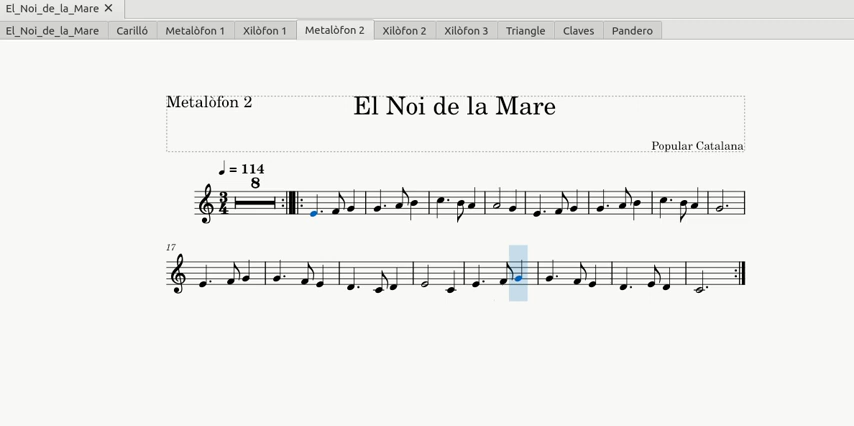 El_Noi_de_la_Mare ✕
El_Noi_de_la_Mare Carilló Metalòfon 1 Xilòfon 1 Metalòfon 2 Xilòfon 2 Xilòfon 3 Triangle Claves Pandero
Metalòfon 2
El Noi de la Mare
Popular Catalana
♩ = 114
8
3
4
17